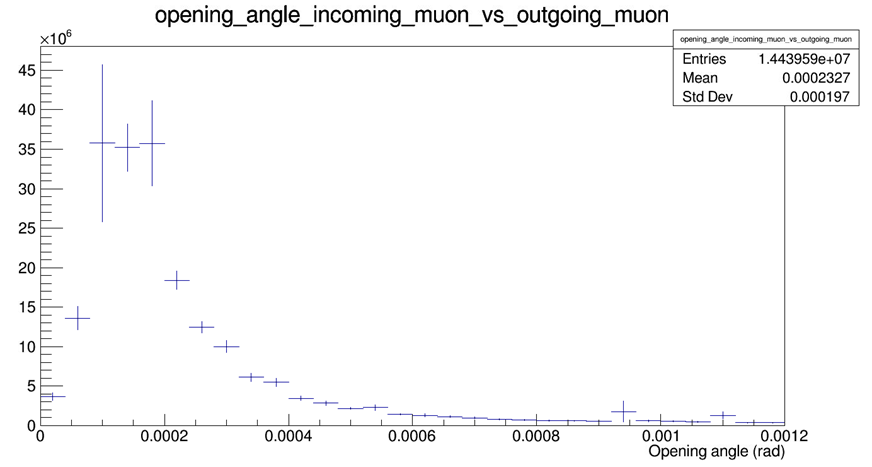 opening_angle_incoming_muon_vs_outgoing_muon
×10⁶
opening_angle_incoming_muon_vs_outgoing_muon
Entries 1.443959e+07
Mean 0.0002327
Std Dev 0.000197
45
40
35
30
25
20
15
10
5
0
0 0.0002 0.0004 0.0006 0.0008 0.001 0.0012
Opening angle (rad)